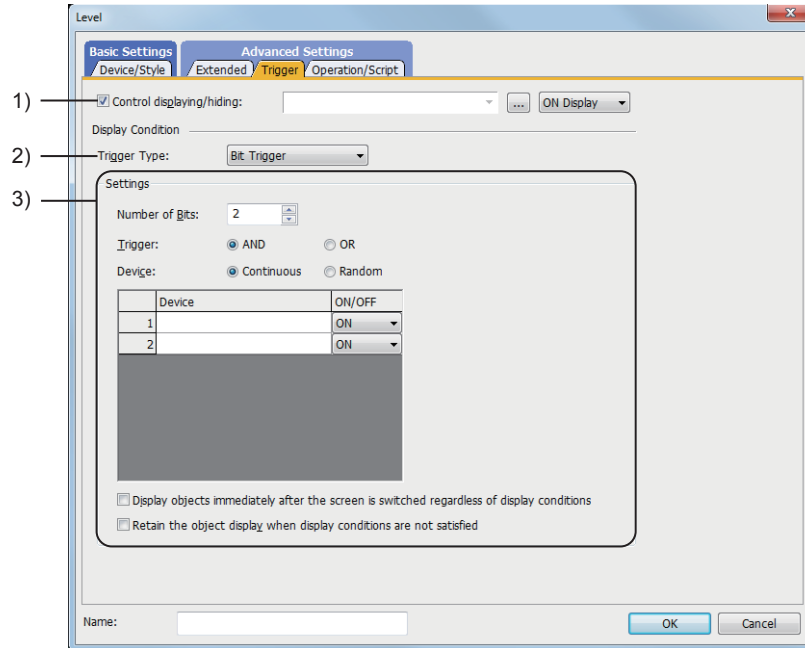 Level
x
Basic Settings
Advanced Settings
Device/Style
Extended
Trigger
Operation/Script
1)
Control displaying/hiding:
...
ON Display
Display Condition
2)
Trigger Type:
Bit Trigger
3)
Settings
Number of Bits:
2
Trigger:
AND
OR
Device:
Continuous
Random
Device
ON/OFF
1
ON
2
ON
Display objects immediately after the screen is switched regardless of display conditions
Retain the object display when display conditions are not satisfied
Name:
OK
Cancel